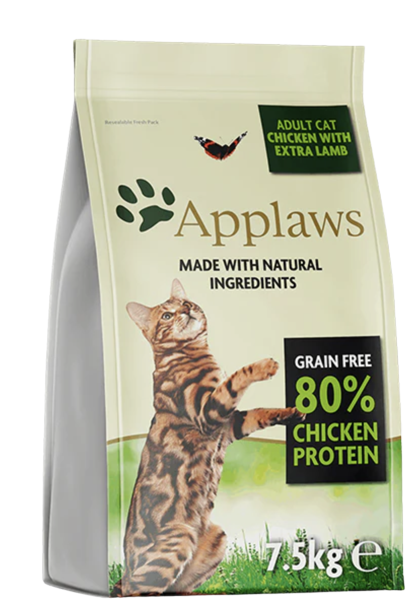 Resealable Fresh Pack
ADULT CAT
CHICKEN WITH
EXTRA LAMB
Applaws
MADE WITH NATURAL
INGREDIENTS
GRAIN FREE
80%
CHICKEN
PROTEIN
7.5kg ℮